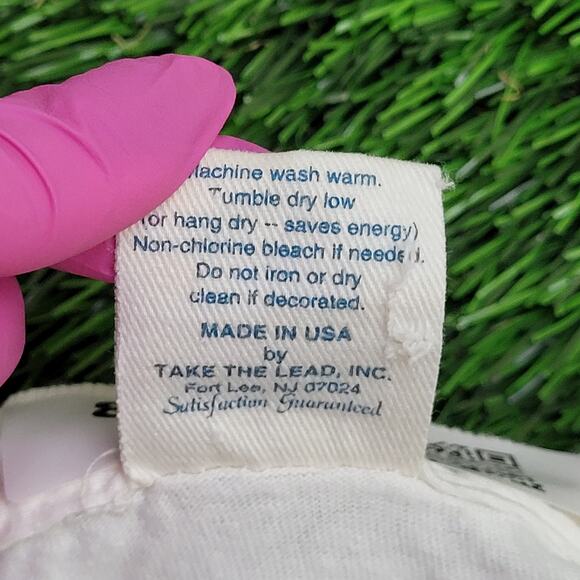 Machine wash warm.
Tumble dry low
(or hang dry -- saves energy)
Non-chlorine bleach if needed.
Do not iron or dry
clean if decorated.
MADE IN USA
by
TAKE THE LEAD, INC.
Fort Lee, NJ 07024
Satisfaction Guaranteed